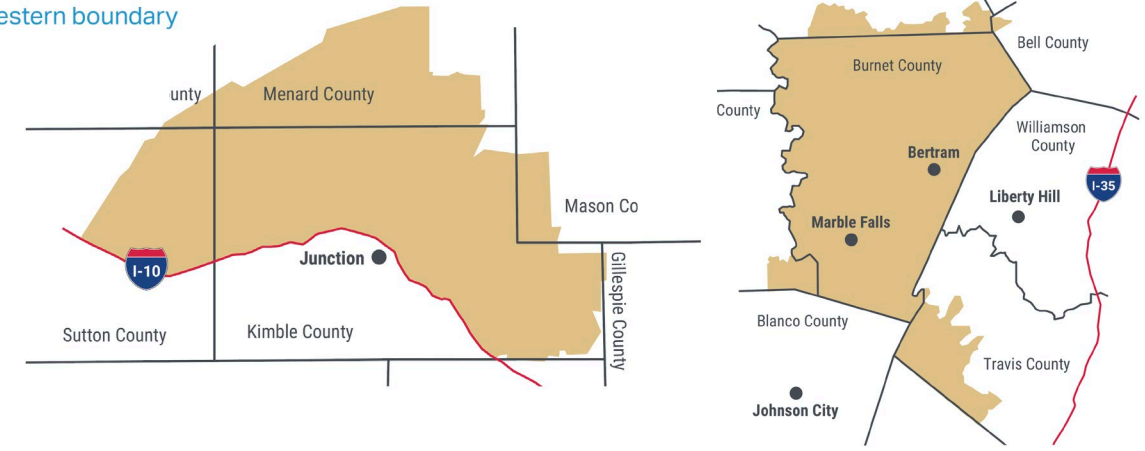 estern boundary
unty
Menard County
Mason Co
Junction
I-10
Gillespie County
Sutton County
Kimble County
Bell County
Burnet County
County
Williamson
County
Bertram
I-35
Liberty Hill
Marble Falls
Blanco County
Travis County
Johnson City